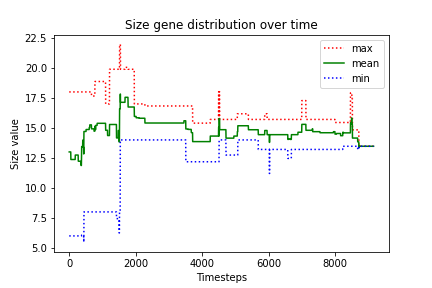 Size gene distribution over time
22.5
20.0
17.5
15.0
12.5
10.0
7.5
5.0
Size value
max
mean
min
0 2000 4000 6000 8000
Timesteps